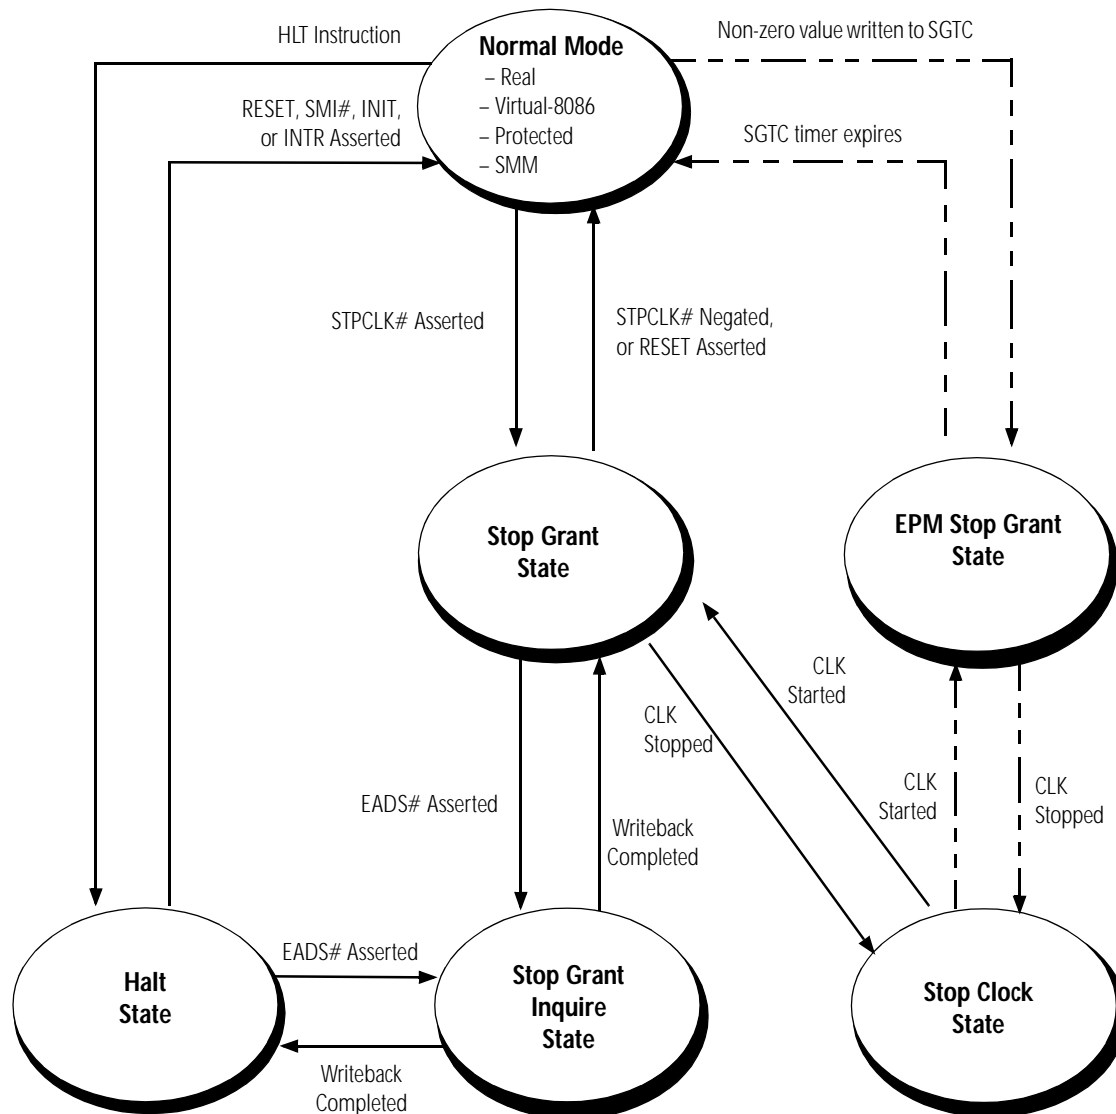 HLT Instruction
Normal Mode
– Real
– Virtual-8086
– Protected
– SMM
Non-zero value written to SGTC
RESET, SMI#, INIT,
or INTR Asserted
SGTC timer expires
STPCLK# Asserted
STPCLK# Negated,
or RESET Asserted
Stop Grant
State
EPM Stop Grant
State
CLK
Stopped
CLK
Started
CLK
Started
CLK
Stopped
EADS# Asserted
Writeback
Completed
Halt
State
EADS# Asserted
Stop Grant
Inquire
State
Stop Clock
State
Writeback
Completed